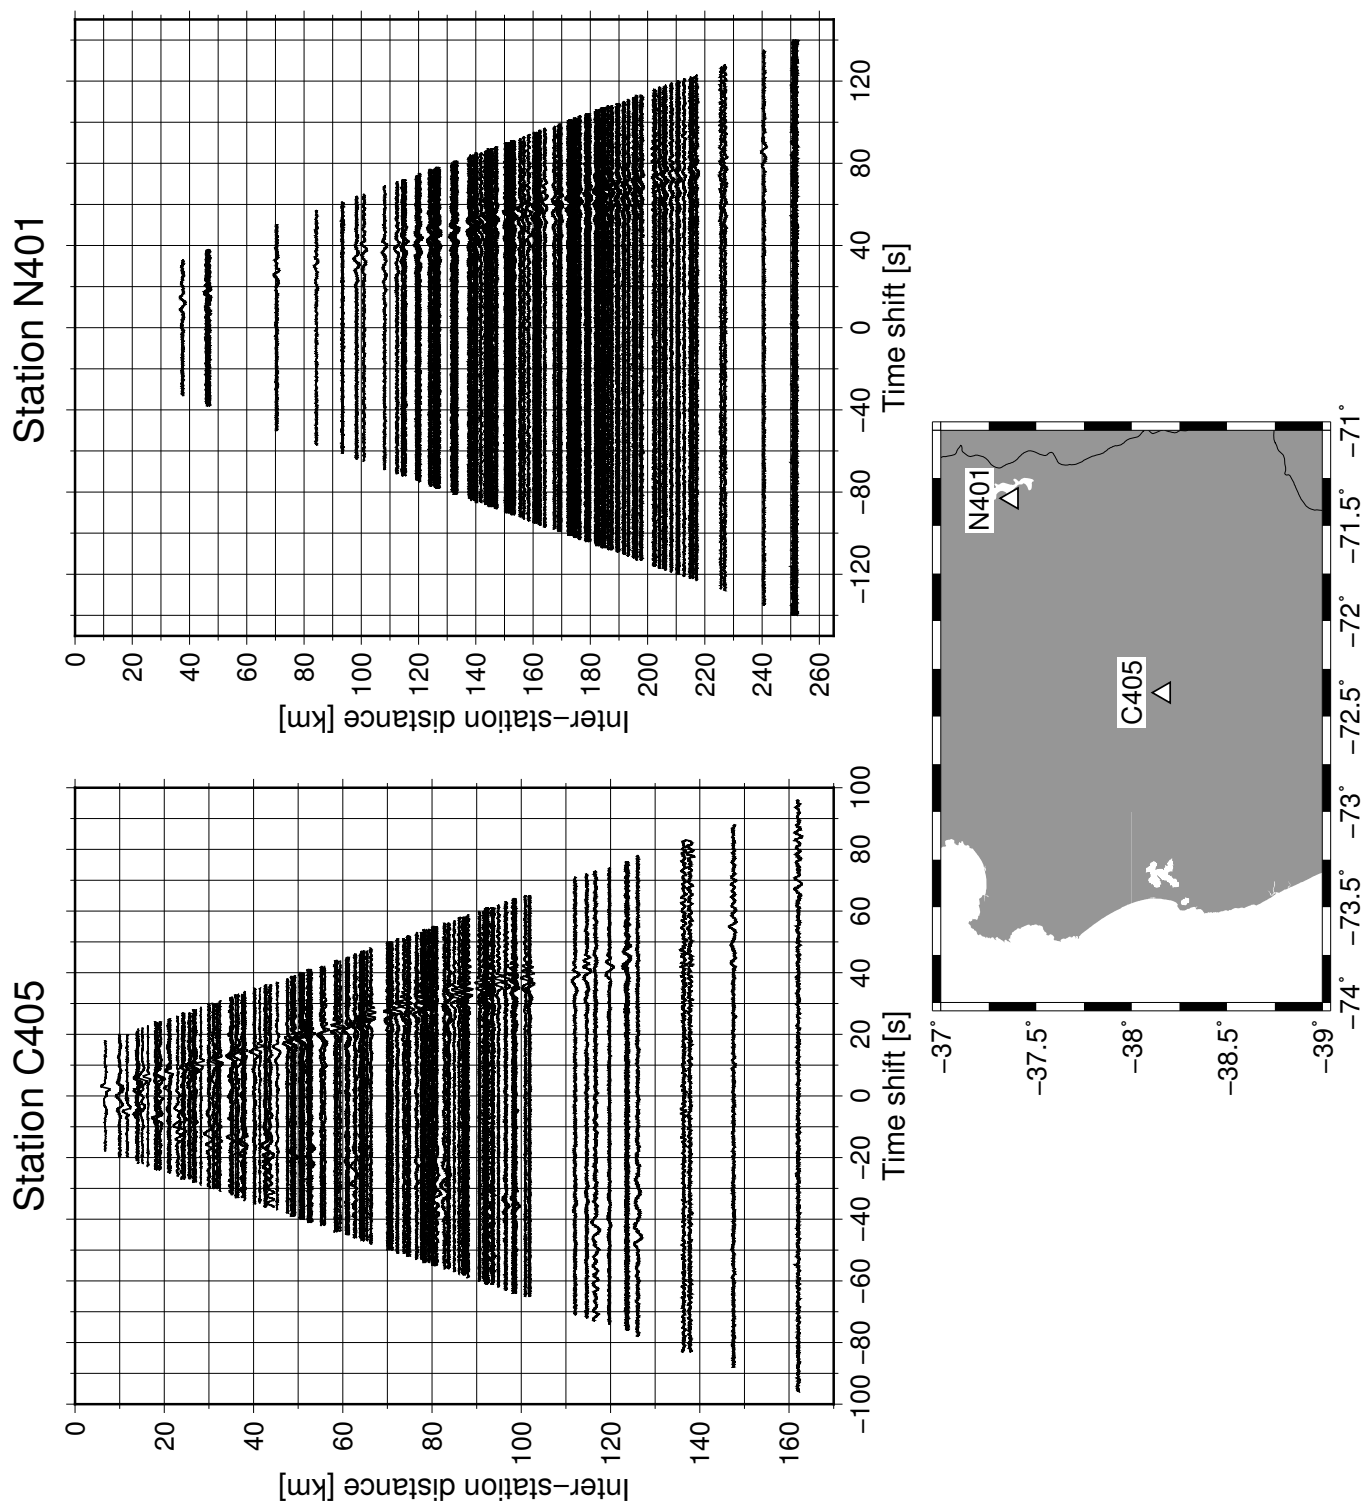 Station C405
0
20
40
60
80
100
120
140
160
Inter−station distance [km]
−100 −80 −60 −40 −20 0 20 40 60 80 100
Time shift [s]
Station N401
0
20
40
60
80
100
120
140
160
180
200
220
240
260
Inter−station distance [km]
−120 −80 −40 0 40 80 120
Time shift [s]
−37˚
−37.5
−38˚
−38.5
−39˚
−74˚ −73.5 −73˚ −72.5 −72˚ −71.5 −71˚
N401
C405